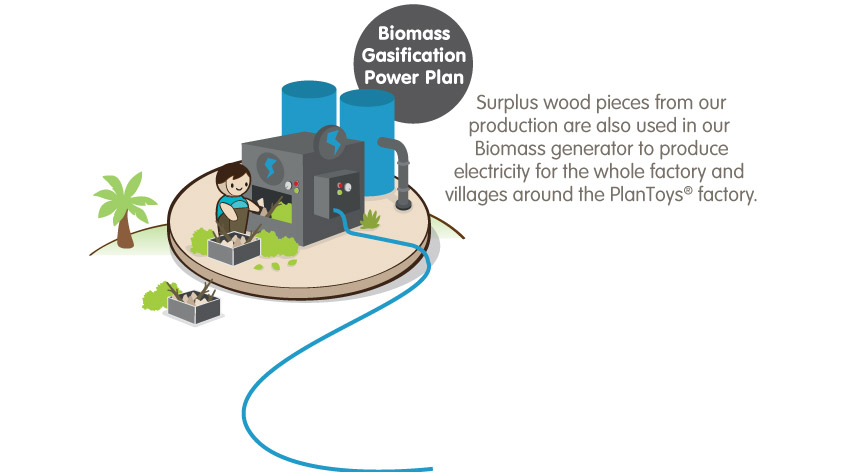 Biomass
Gasification
Power Plan
Surplus wood pieces from our
production are also used in our
Biomass generator to produce
electricity for the whole factory and
villages around the PlanToys® factory.